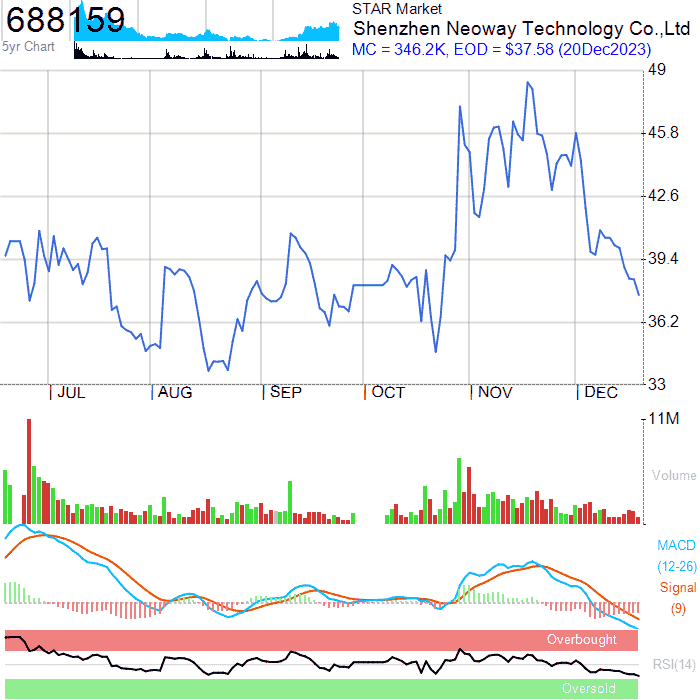 688159
5yr Chart
STAR Market
Shenzhen Neoway Technology Co.,Ltd
MC = 346.2K, EOD = $37.58 (20Dec2023)
49
45.8
42.6
39.4
36.2
33
JUL AUG SEP OCT NOV DEC
11M
Volume
MACD
(12-26)
Signal
(9)
Overbought
RSI(14)
Oversold